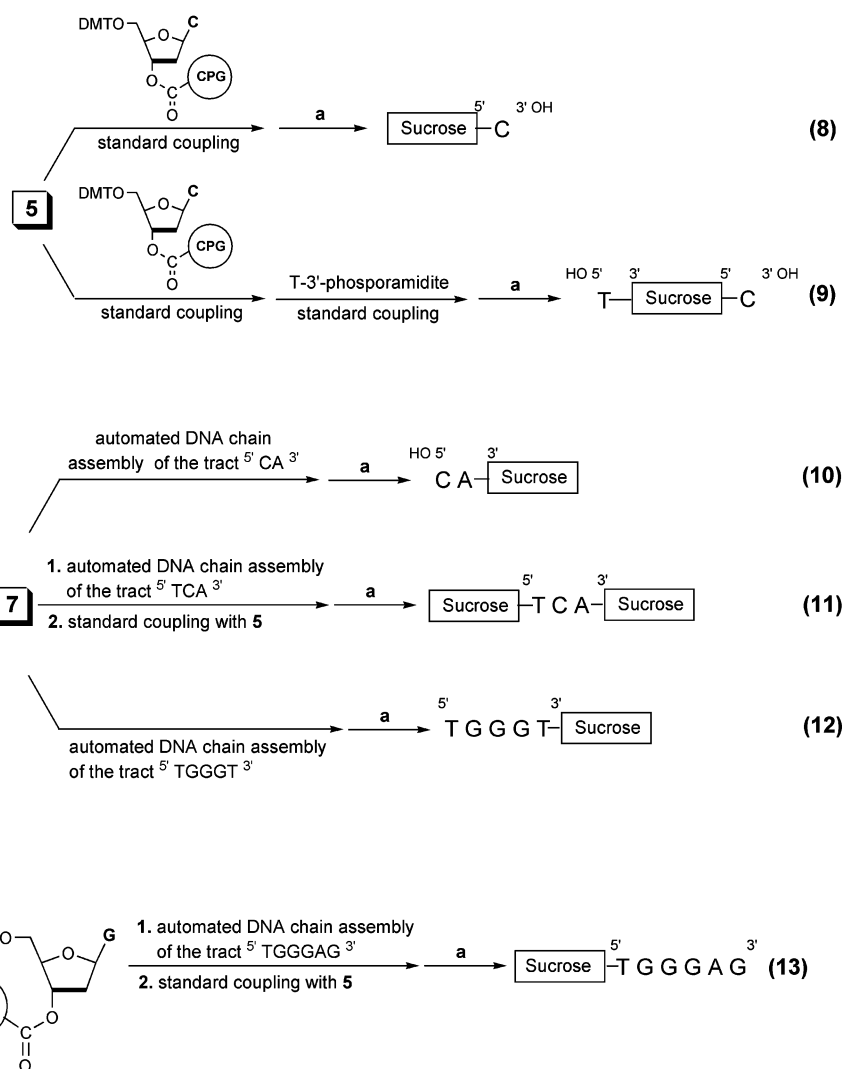 DMTO
O
C
O
C
O
CPG
standard coupling
a
Sucrose
5'
C
3' OH
(8)
5
DMTO
O
C
O
C
O
CPG
standard coupling
T-3'-phosporamidite
standard coupling
a
HO 5'
T
3'
Sucrose
5'
C
3' OH
(9)
automated DNA chain
assembly of the tract 5' CA 3'
a
HO 5'
C A
3'
Sucrose
(10)
7
1. automated DNA chain assembly
of the tract 5' TCA 3'
2. standard coupling with 5
a
Sucrose
5'
T C A
3'
Sucrose
(11)
automated DNA chain assembly
of the tract 5' TGGGT 3'
a
5'
T G G G T
3'
Sucrose
(12)
O
O
G
O
C
O
1. automated DNA chain assembly
of the tract 5' TGGGAG 3'
2. standard coupling with 5
a
Sucrose
5'
T G G G A G
3'
(13)